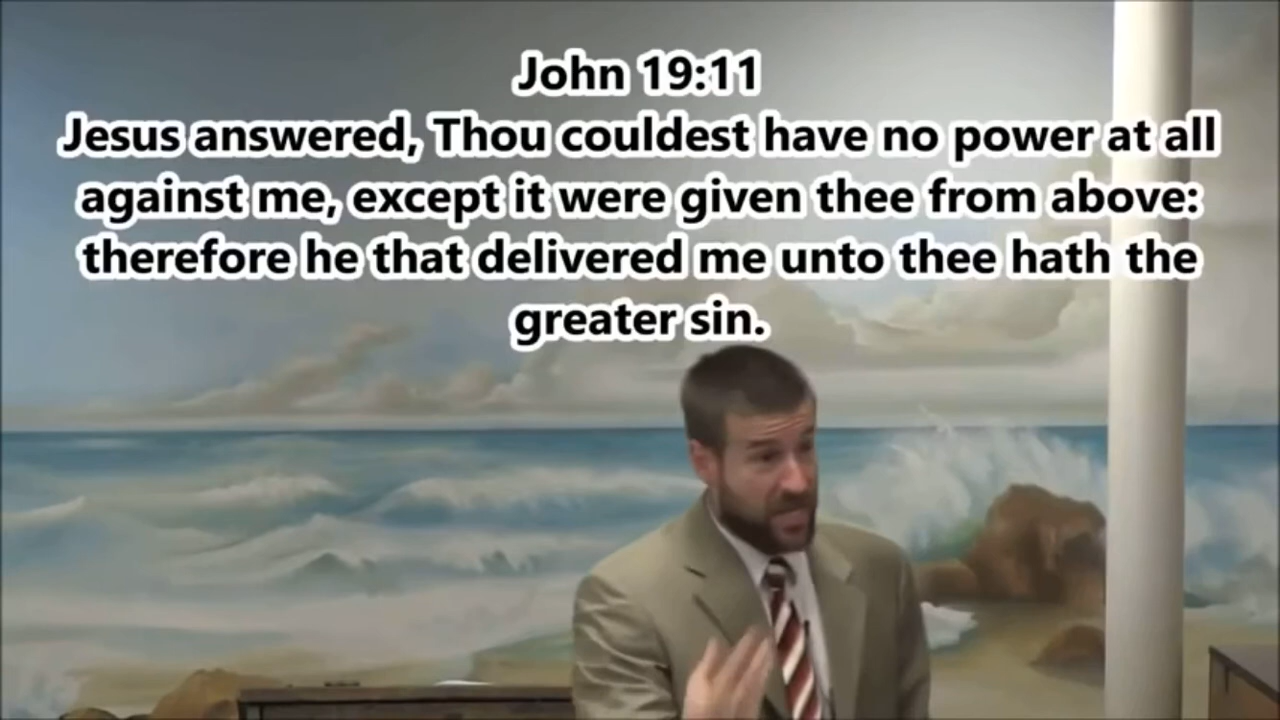 John 19:11
Jesus answered, Thou couldest have no power at all
against me, except it were given thee from above:
therefore he that delivered me unto thee hath the
greater sin.